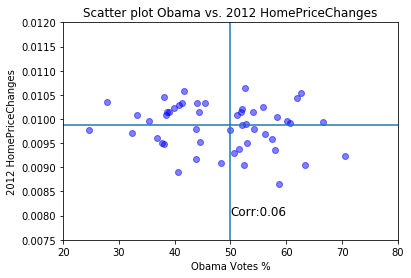 Scatter plot Obama vs. 2012 HomePriceChanges
0.0120
0.0115
0.0110
0.0105
0.0100
0.0095
0.0090
0.0085
0.0080
0.0075
2012 HomePriceChanges
Corr:0.06
20 30 40 50 60 70 80
Obama Votes %